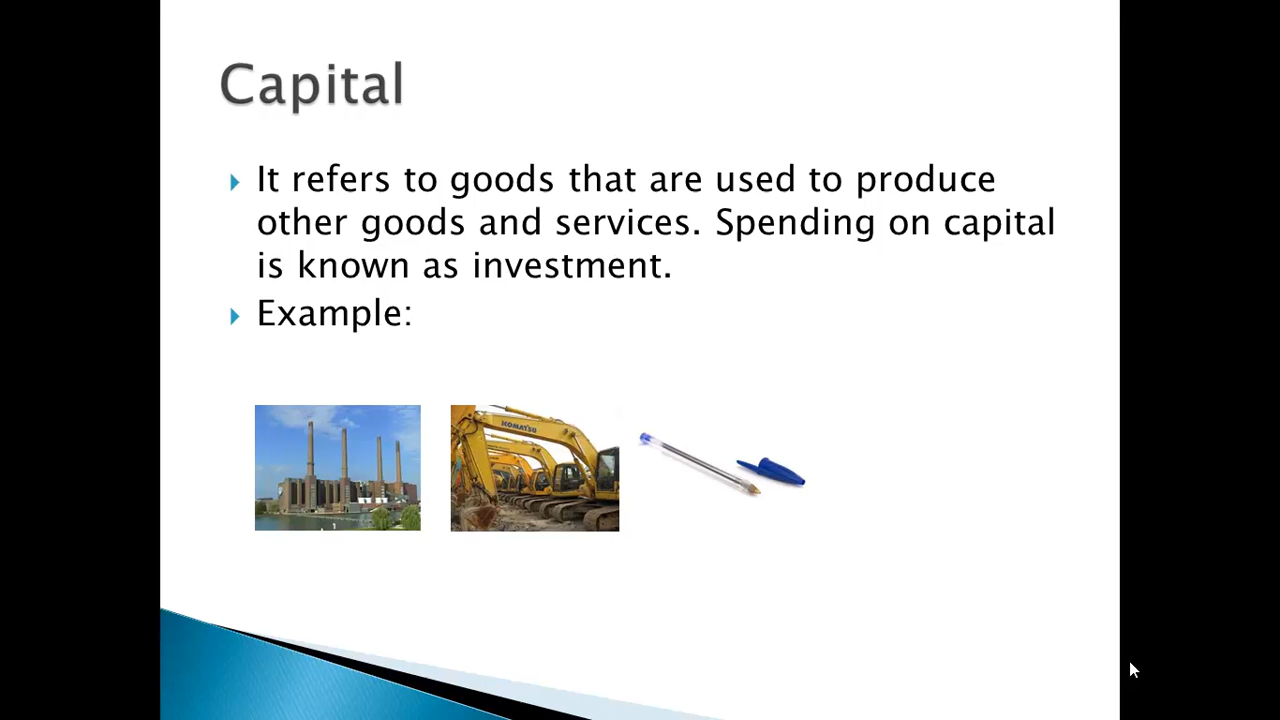 Capital
It refers to goods that are used to produce
other goods and services. Spending on capital
is known as investment.
Example:
KOMATSU